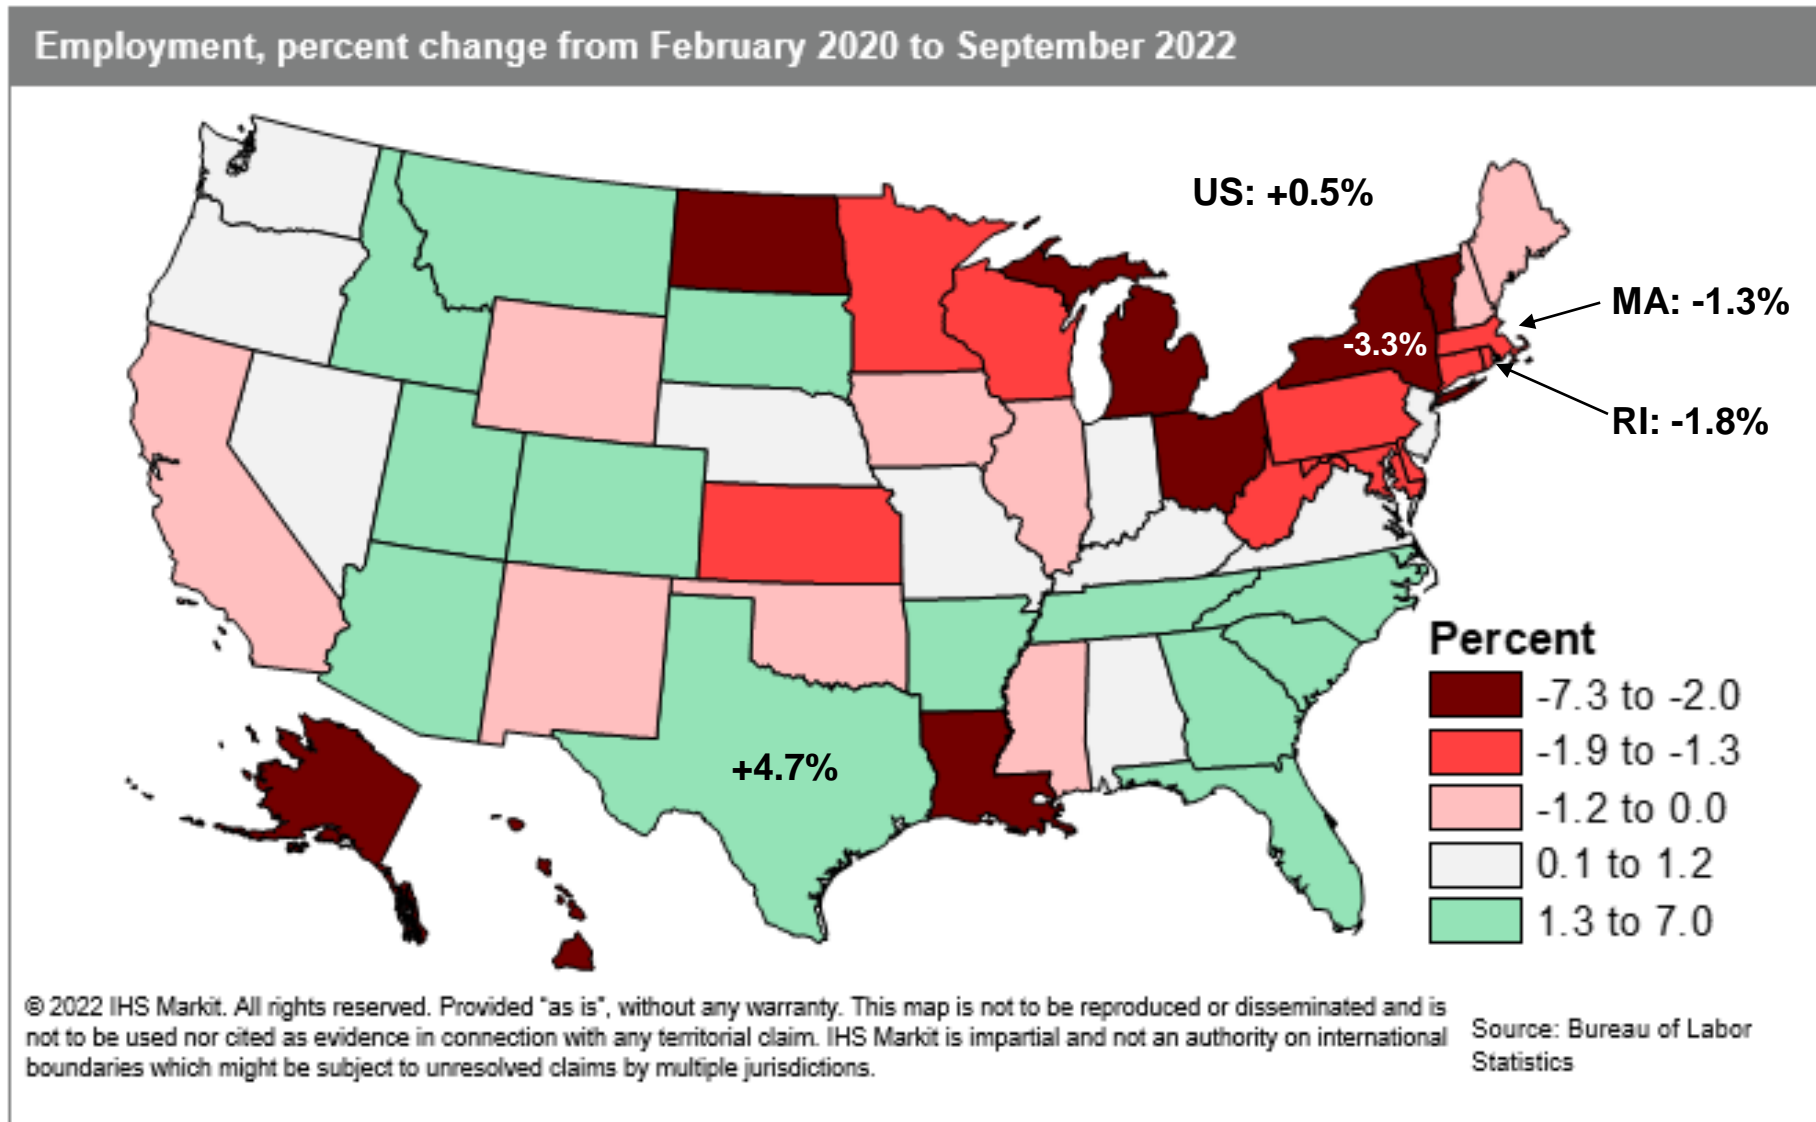 Employment, percent change from February 2020 to September 2022
US: +0.5%
MA: -1.3%
-3.3%
RI: -1.8%
+4.7%
Percent
-7.3 to -2.0
-1.9 to -1.3
-1.2 to 0.0
0.1 to 1.2
1.3 to 7.0
© 2022 IHS Markit. All rights reserved. Provided "as is", without any warranty. This map is not to be reproduced or disseminated and is
not to be used nor cited as evidence in connection with any territorial claim. IHS Markit is impartial and not an authority on international
boundaries which might be subject to unresolved claims by multiple jurisdictions.
Source: Bureau of Labor
Statistics